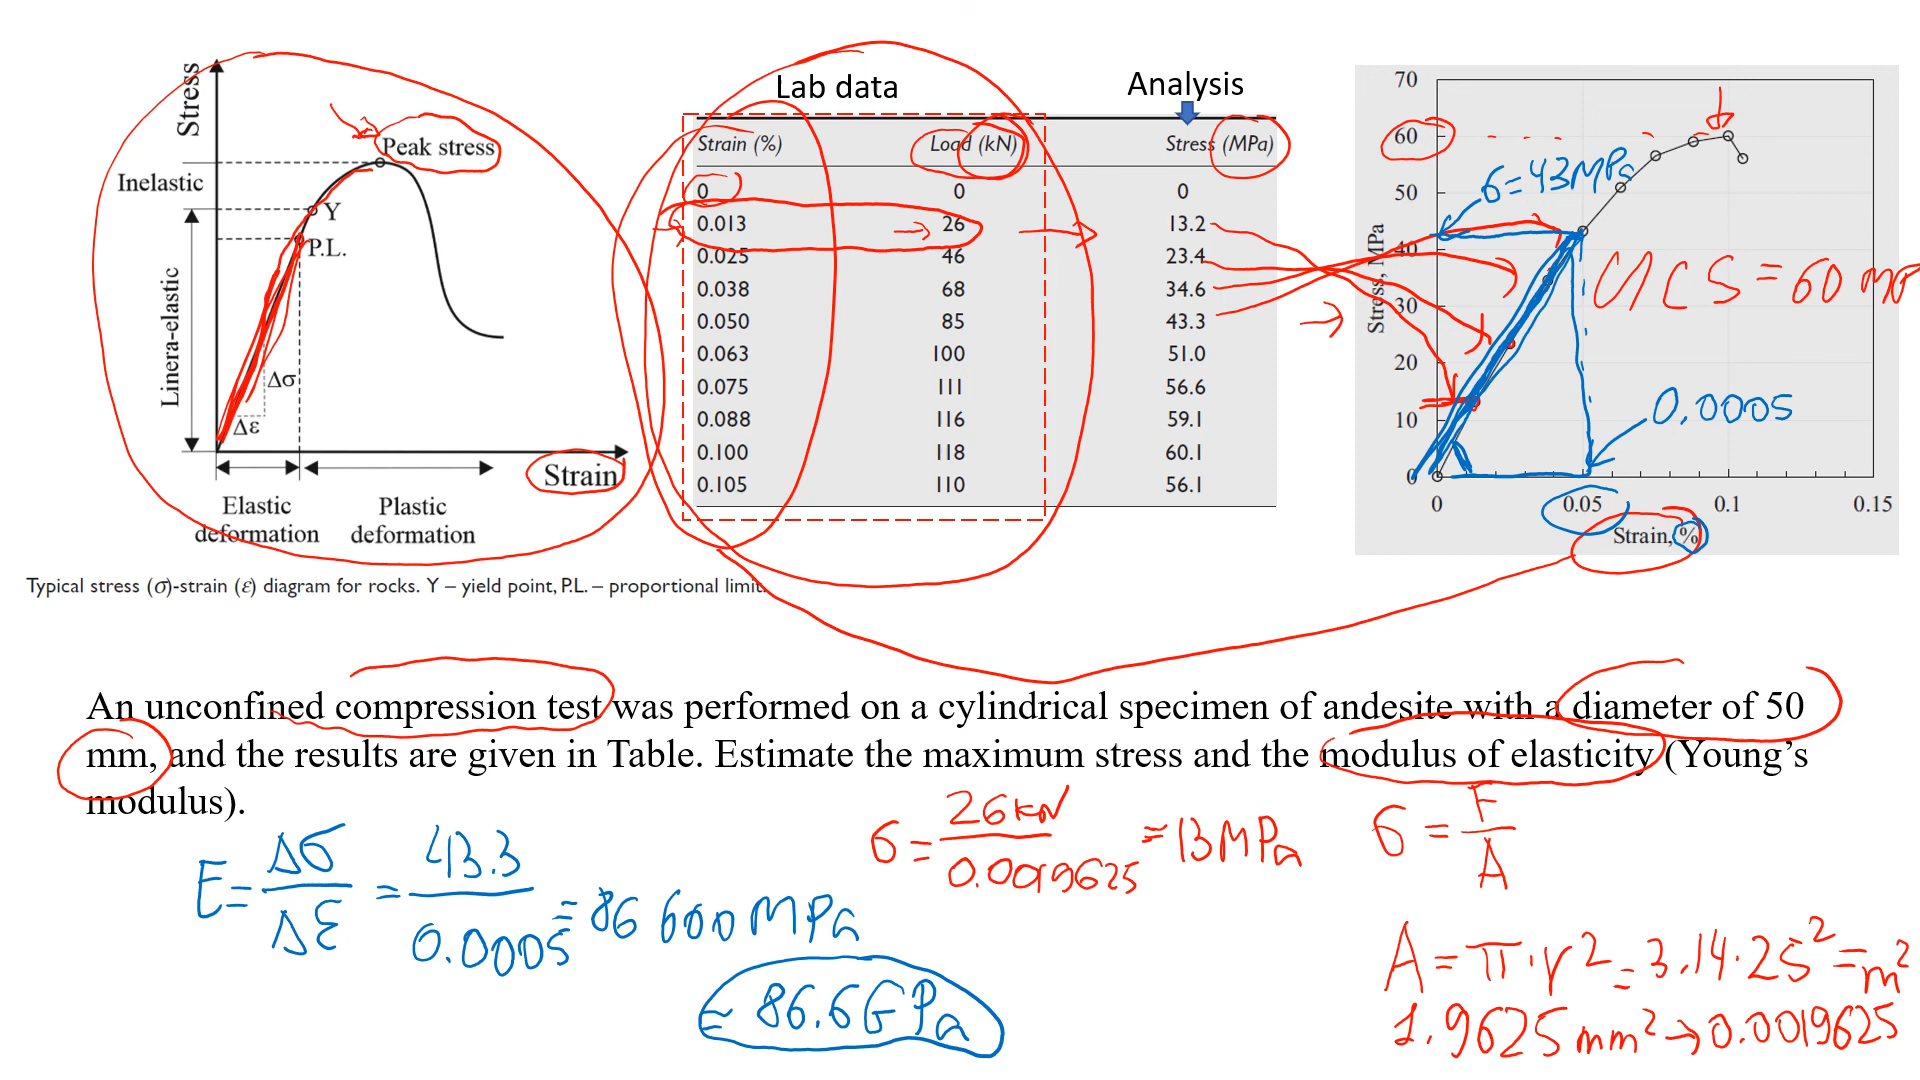 Stress
Peak stress
Inelastic
Y
P.L.
Linera-elastic
Δσ
Δε
Strain
Elastic deformation
Plastic deformation
Typical stress (σ)-strain (ε) diagram for rocks. Y – yield point, P.L. – proportional limit.
Lab data Analysis
Strain (%) Load (kN) Stress (MPa)
0 0 0
0.013 26 13.2
0.025 46 23.4
0.038 68 34.6
0.050 85 43.3
0.063 100 51.0
0.075 111 56.6
0.088 116 59.1
0.100 118 60.1
0.105 110 56.1
70
60
50
40
30
20
10
0
Stress, MPa
0 0.05 0.1 0.15
Strain, %
σ = 43MPa
UCS = 60 MP
0.0005
An unconfined compression test was performed on a cylindrical specimen of andesite with a diameter of 50
mm, and the results are given in Table. Estimate the maximum stress and the modulus of elasticity (Young’s
modulus).
E = Δσ/Δε = 43.3/0.0005 = 86 600 MPa
= 86.6 GPa
σ = 26 kN/0.0019625 = 13 MPa
σ = F/A
A = π·r² = 3.14·25² = m²
1.9625 mm² → 0.0019625